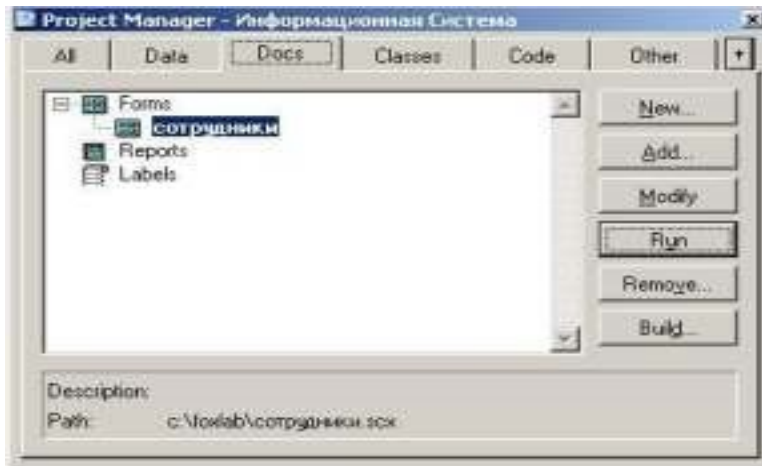 Project Manager - Информационная Система
All Data Docs Classes Code Other +
Forms
сотрудники
Reports
Labels
New...
Add...
Modify
Run
Remove...
Build...
Description:
Path: c:\foxlab\сотрудники.scx